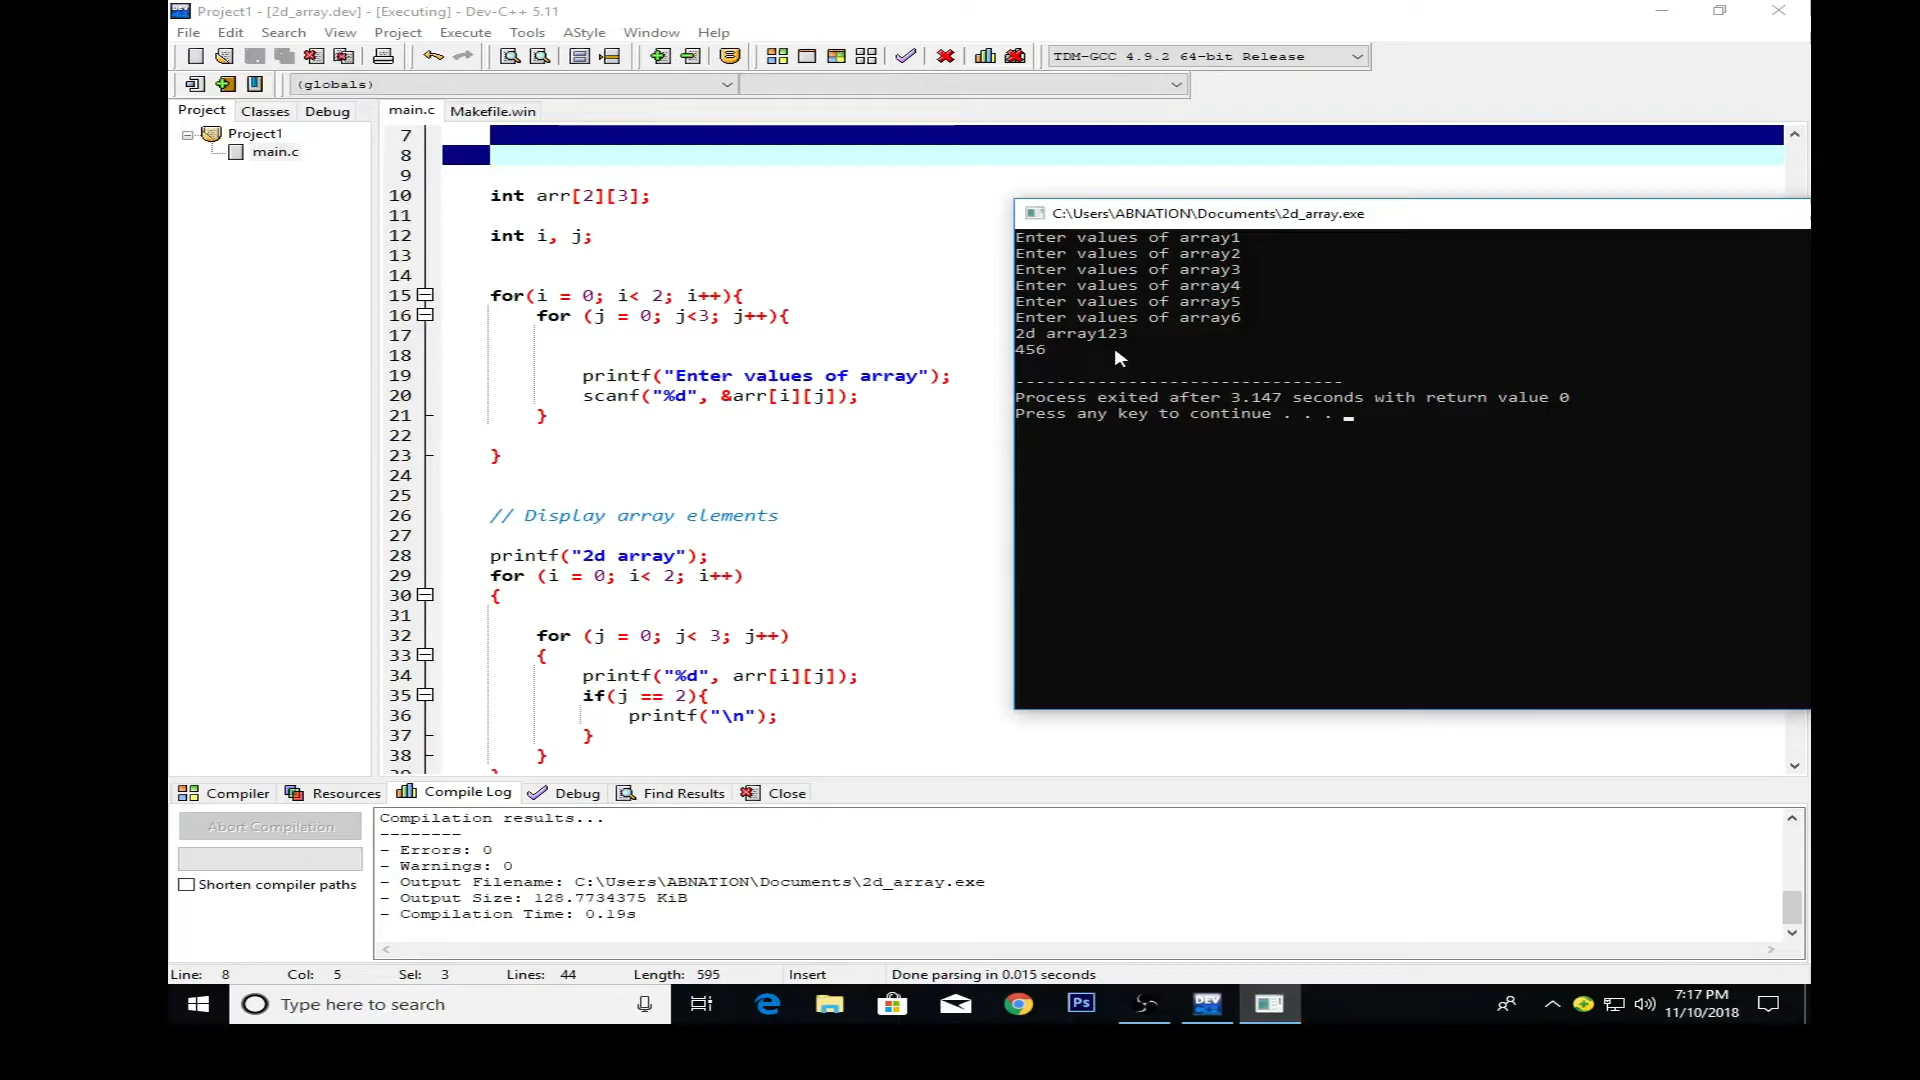 Project1 - [2d_array.dev] - [Executing] - Dev-C++ 5.11
File Edit Search View Project Execute Tools AStyle Window Help
TDM-GCC 4.9.2 64-bit Release
(globals)
Project Classes Debug main.c Makefile.win
Project1
main.c
7
8
9
10 int arr[2][3];
11
12 int i, j;
13
14
15 for(i = 0; i< 2; i++){
16 for (j = 0; j<3; j++){
17
18
19 printf("Enter values of array");
20 scanf("%d", &arr[i][j]);
21 }
22
23 }
24
25
26 // Display array elements
27
28 printf("2d array");
29 for (i = 0; i< 2; i++)
30 {
31
32 for (j = 0; j< 3; j++)
33 {
34 printf("%d", arr[i][j]);
35 if(j == 2){
36 printf("\n");
37 }
38 }
C:\Users\ABNATION\Documents\2d_array.exe
Enter values of array1
Enter values of array2
Enter values of array3
Enter values of array4
Enter values of array5
Enter values of array6
2d array123
456
--------------------------------
Process exited after 3.147 seconds with return value 0
Press any key to continue . . .
Compiler Resources Compile Log Debug Find Results Close
Abort Compilation
Shorten compiler paths
Compilation results...
--------
- Errors: 0
- Warnings: 0
- Output Filename: C:\Users\ABNATION\Documents\2d_array.exe
- Output Size: 128.7734375 KiB
- Compilation Time: 0.19s
Line: 8 Col: 5 Sel: 3 Lines: 44 Length: 595 Insert Done parsing in 0.015 seconds
Type here to search
Ps
DEV
7:17 PM
11/10/2018